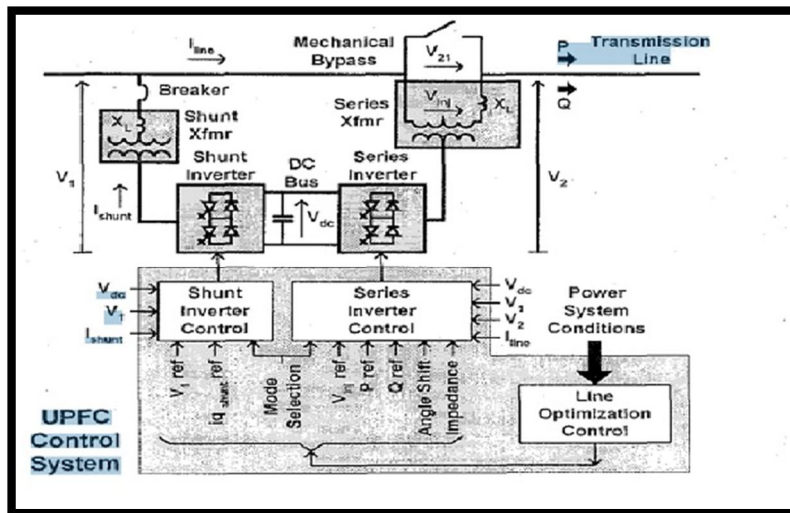 I line
Mechanical
Bypass
V21
P
Transmission
Line
Q
Breaker
XL
Shunt
Xfmr
Series
Xfmr
Vinj
XL
V1
V2
Shunt
Inverter
DC
Bus
Series
Inverter
Ishunt
Vdc
Vdc
V1
Ishunt
Shunt
Inverter
Control
Series
Inverter
Control
Vdc
V1
V2
Iline
Power
System
Conditions
V1 ref
iq shunt ref
Mode
Selection
Vinj ref
P ref
Q ref
Angle Shift
Impedance
Line
Optimization
Control
UPFC
Control
System